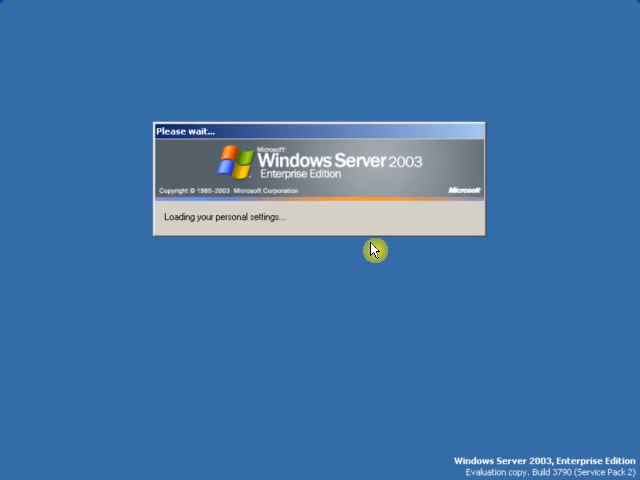 Please wait...
Microsoft®
Windows Server 2003
Enterprise Edition
Copyright © 1985-2003 Microsoft Corporation
Microsoft
Loading your personal settings...
Windows Server 2003, Enterprise Edition
Evaluation copy. Build 3790 (Service Pack 2)